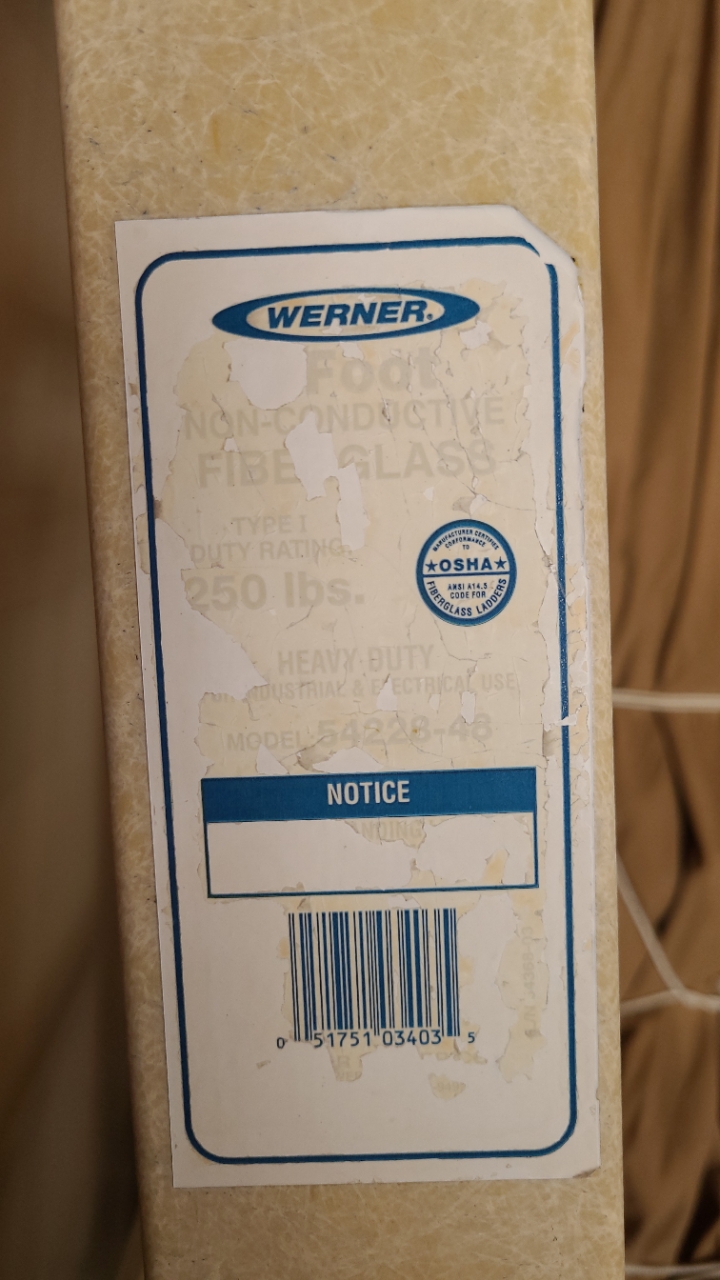 WERNER®
Foot
NON-CONDUCTIVE
FIBERGLASS
TYPE I
DUTY RATING
250 lbs.
MANUFACTURER CERTIFIES
CONFORMANCE
TO
★OSHA★
ANSI A14.5
CODE FOR
FIBERGLASS LADDERS
HEAVY DUTY
INDUSTRIAL & ELECTRICAL USE
MODEL 54228-48
NOTICE
0 51751 03403 5